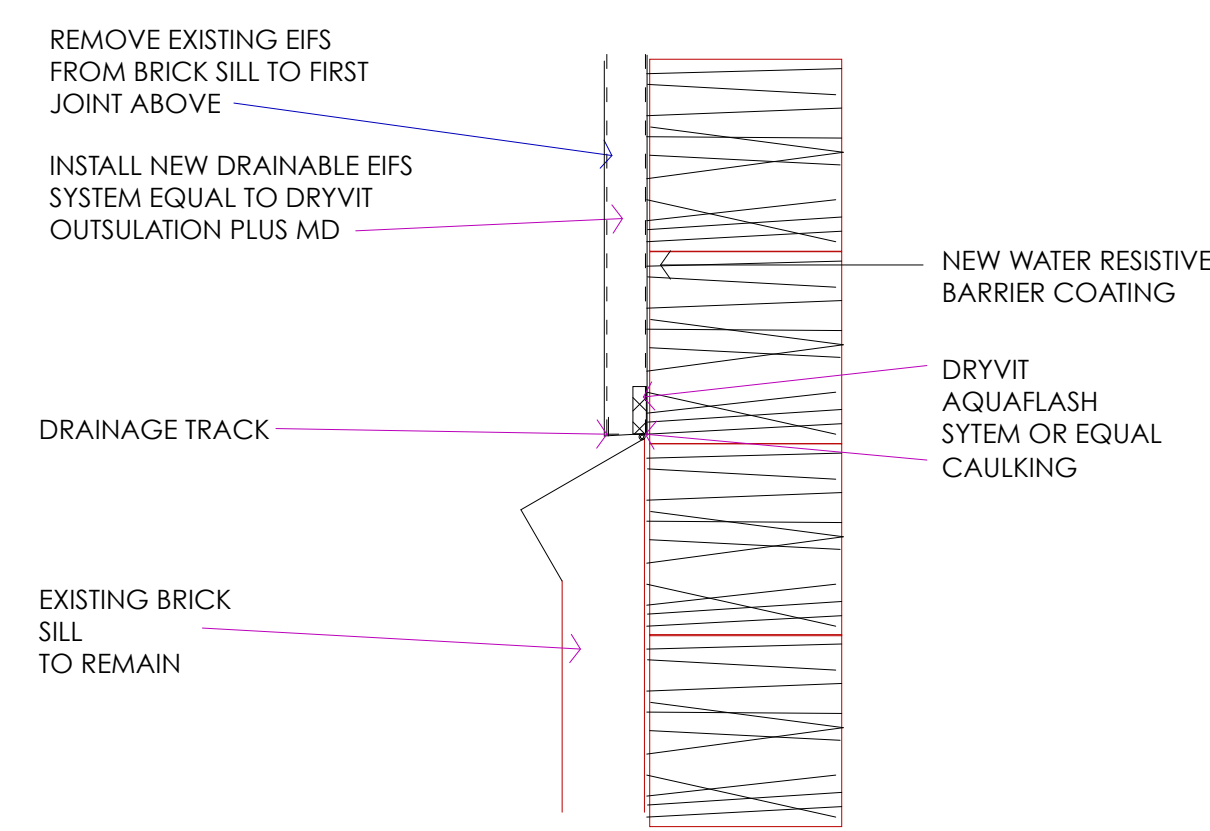 REMOVE EXISTING EIFS
FROM BRICK SILL TO FIRST
JOINT ABOVE
INSTALL NEW DRAINABLE EIFS
SYSTEM EQUAL TO DRYVIT
OUTSULATION PLUS MD
NEW WATER RESISTIVE
BARRIER COATING
DRYVIT
AQUAFLASH
SYTEM OR EQUAL
CAULKING
DRAINAGE TRACK
EXISTING BRICK
SILL
TO REMAIN